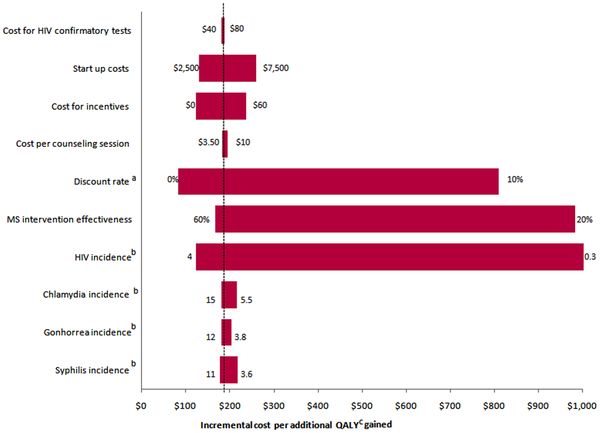 Cost for HIV confirmatory tests $40 $80
Start up costs $2,500 $7,500
Cost for incentives $0 $60
Cost per counseling session $3.50 $10
Discount rate a 0% 10%
MS intervention effectiveness 60% 20%
HIV incidence b 4 0.3
Chlamydia incidence b 15 5.5
Gonhorrea incidence b 12 3.8
Syphilis incidence b 11 3.6
$0 $100 $200 $300 $400 $500 $600 $700 $800 $900 $1,000
Incremental cost per additional QALY C gained